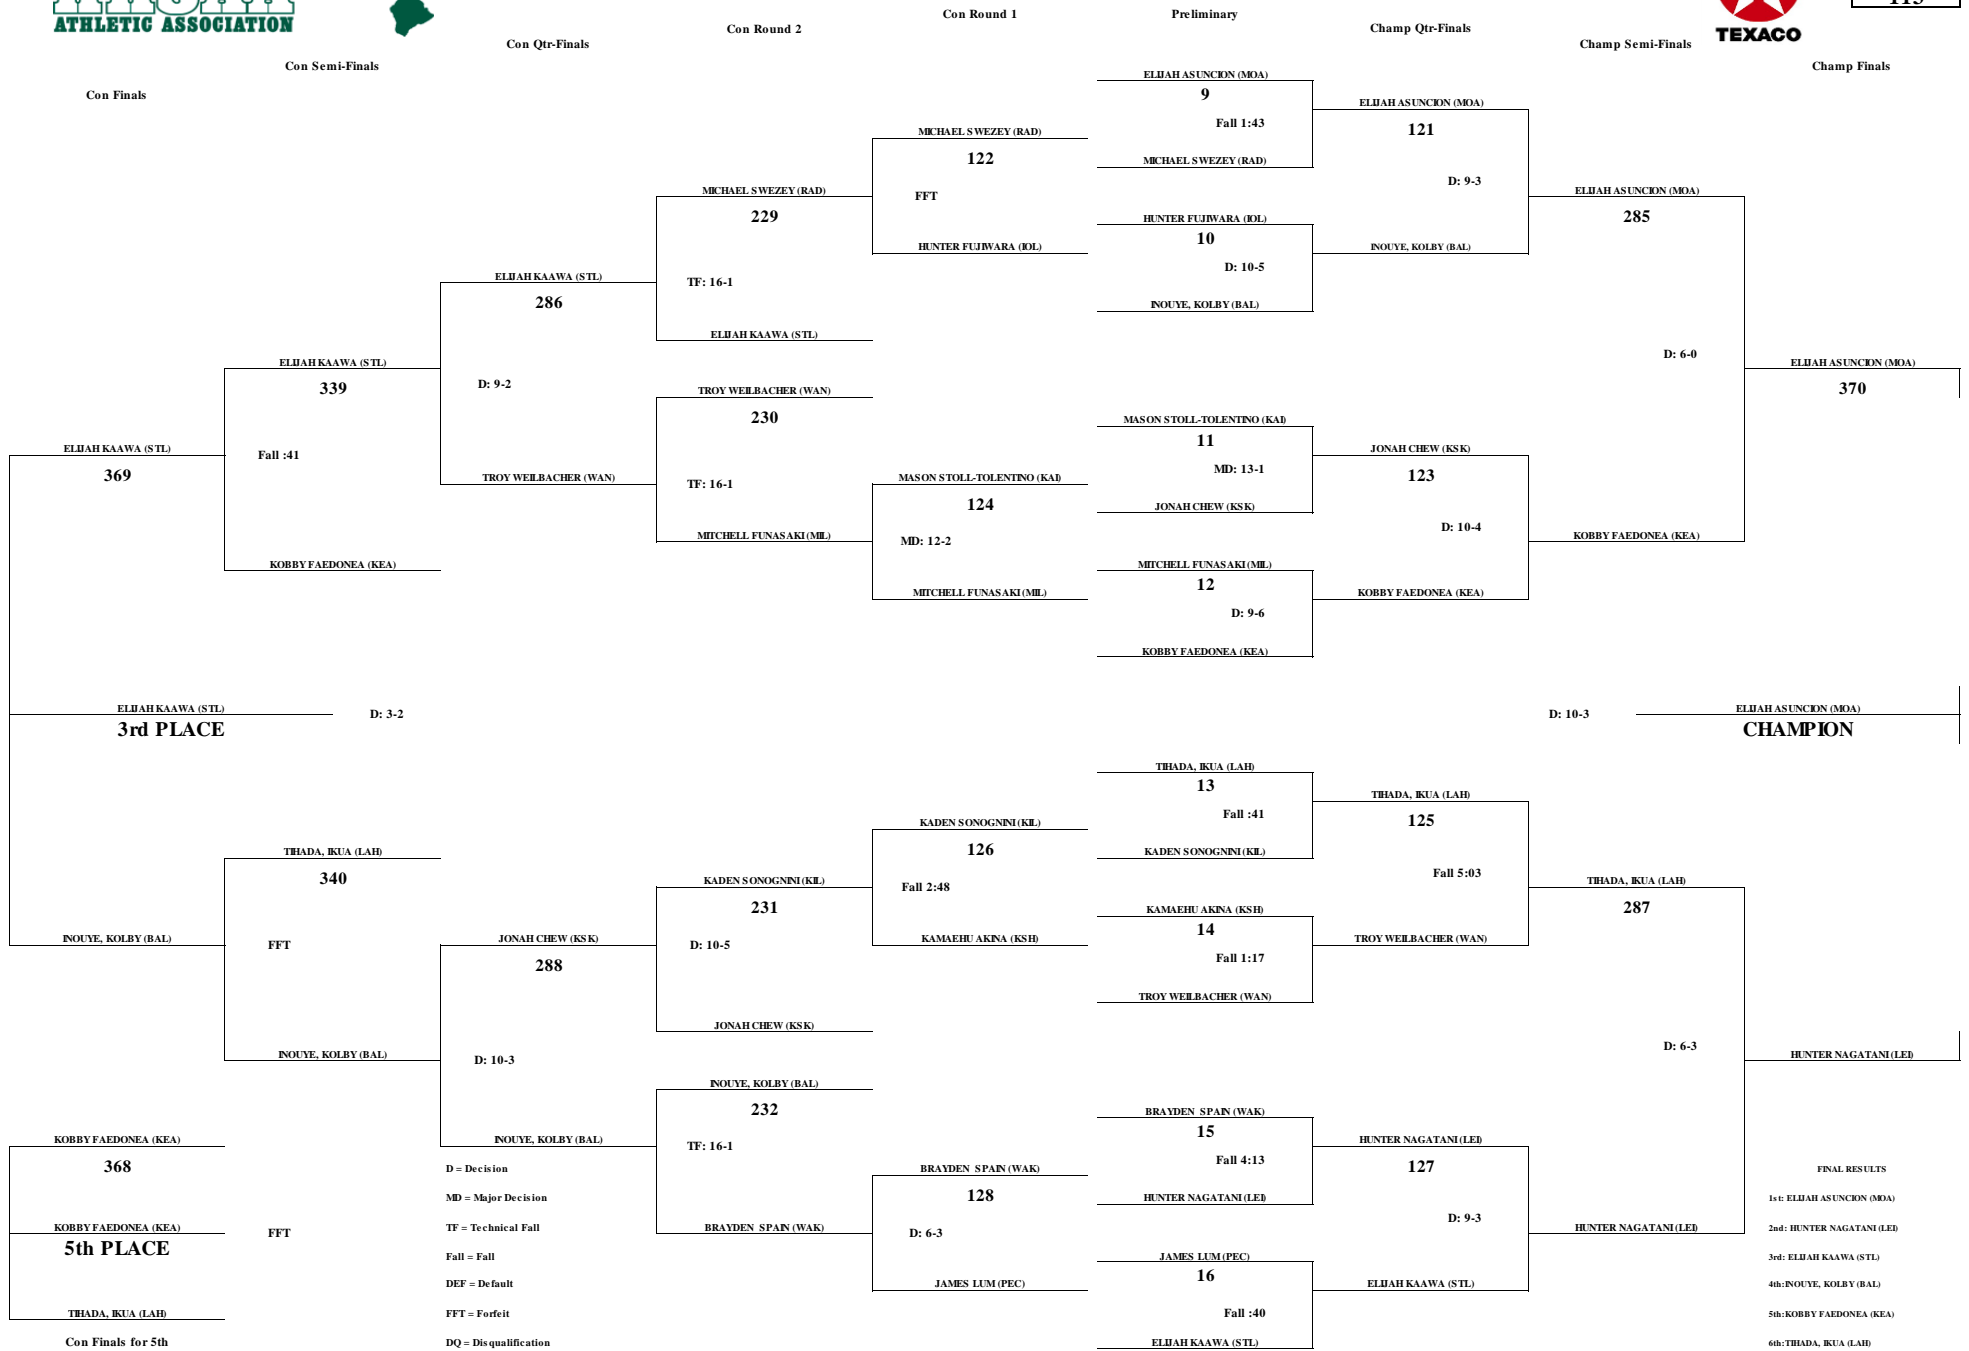 ATHLETIC ASSOCIATION
TEXACO
Con Round 1
Preliminary
Con Round 2
Champ Qtr-Finals
Con Qtr-Finals
Champ Semi-Finals
Con Semi-Finals
Champ Finals
Con Finals
ELIJAH ASUNCION (MOA)
9
Fall 1:43
MICHAEL SWEZEY (RAD)
HUNTER FUJIWARA (IOL)
10
D: 10-5
INOUYE, KOLBY (BAL)
MASON STOLL-TOLENTINO (KAI)
11
MD: 13-1
JONAH CHEW (KSK)
MITCHELL FUNASAKI (MIL)
12
D: 9-6
KOBBY FAEDONEA (KEA)
TIHADA, IKUA (LAH)
13
Fall :41
KADEN SONOGNINI (KIL)
KAMAEHU AKINA (KSH)
14
Fall 1:17
TROY WEILBACHER (WAN)
BRAYDEN SPAIN (WAK)
15
Fall 4:13
HUNTER NAGATANI (LEI)
JAMES LUM (PEC)
16
Fall :40
ELIJAH KAAWA (STL)
ELIJAH ASUNCION (MOA)
121
D: 9-3
INOUYE, KOLBY (BAL)
JONAH CHEW (KSK)
123
D: 10-4
KOBBY FAEDONEA (KEA)
TIHADA, IKUA (LAH)
125
Fall 5:03
TROY WEILBACHER (WAN)
HUNTER NAGATANI (LEI)
127
D: 9-3
ELIJAH KAAWA (STL)
ELIJAH ASUNCION (MOA)
285
D: 6-0
KOBBY FAEDONEA (KEA)
TIHADA, IKUA (LAH)
287
D: 6-3
HUNTER NAGATANI (LEI)
ELIJAH ASUNCION (MOA)
370
D: 10-3
ELIJAH ASUNCION (MOA)
CHAMPION
HUNTER NAGATANI (LEI)
MICHAEL SWEZEY (RAD)
122
FFT
HUNTER FUJIWARA (IOL)
MASON STOLL-TOLENTINO (KAI)
124
MD: 12-2
MITCHELL FUNASAKI (MIL)
KADEN SONOGNINI (KIL)
126
Fall 2:48
KAMAEHU AKINA (KSH)
BRAYDEN SPAIN (WAK)
128
D: 6-3
JAMES LUM (PEC)
MICHAEL SWEZEY (RAD)
229
TF: 16-1
ELIJAH KAAWA (STL)
TROY WEILBACHER (WAN)
230
TF: 16-1
MITCHELL FUNASAKI (MIL)
KADEN SONOGNINI (KIL)
231
D: 10-5
JONAH CHEW (KSK)
INOUYE, KOLBY (BAL)
232
TF: 16-1
BRAYDEN SPAIN (WAK)
ELIJAH KAAWA (STL)
286
D: 9-2
TROY WEILBACHER (WAN)
JONAH CHEW (KSK)
288
D: 10-3
INOUYE, KOLBY (BAL)
ELIJAH KAAWA (STL)
339
Fall :41
KOBBY FAEDONEA (KEA)
TIHADA, IKUA (LAH)
340
FFT
INOUYE, KOLBY (BAL)
ELIJAH KAAWA (STL)
369
ELIJAH KAAWA (STL)
D: 3-2
3rd PLACE
INOUYE, KOLBY (BAL)
KOBBY FAEDONEA (KEA)
368
KOBBY FAEDONEA (KEA)
FFT
5th PLACE
TIHADA, IKUA (LAH)
Con Finals for 5th
D = Decision
MD = Major Decision
TF = Technical Fall
Fall = Fall
DEF = Default
FFT = Forfeit
DQ = Disqualification
FINAL RESULTS
1st: ELIJAH ASUNCION (MOA)
2nd: HUNTER NAGATANI (LEI)
3rd: ELIJAH KAAWA (STL)
4th:INOUYE, KOLBY (BAL)
5th:KOBBY FAEDONEA (KEA)
6th:TIHADA, IKUA (LAH)